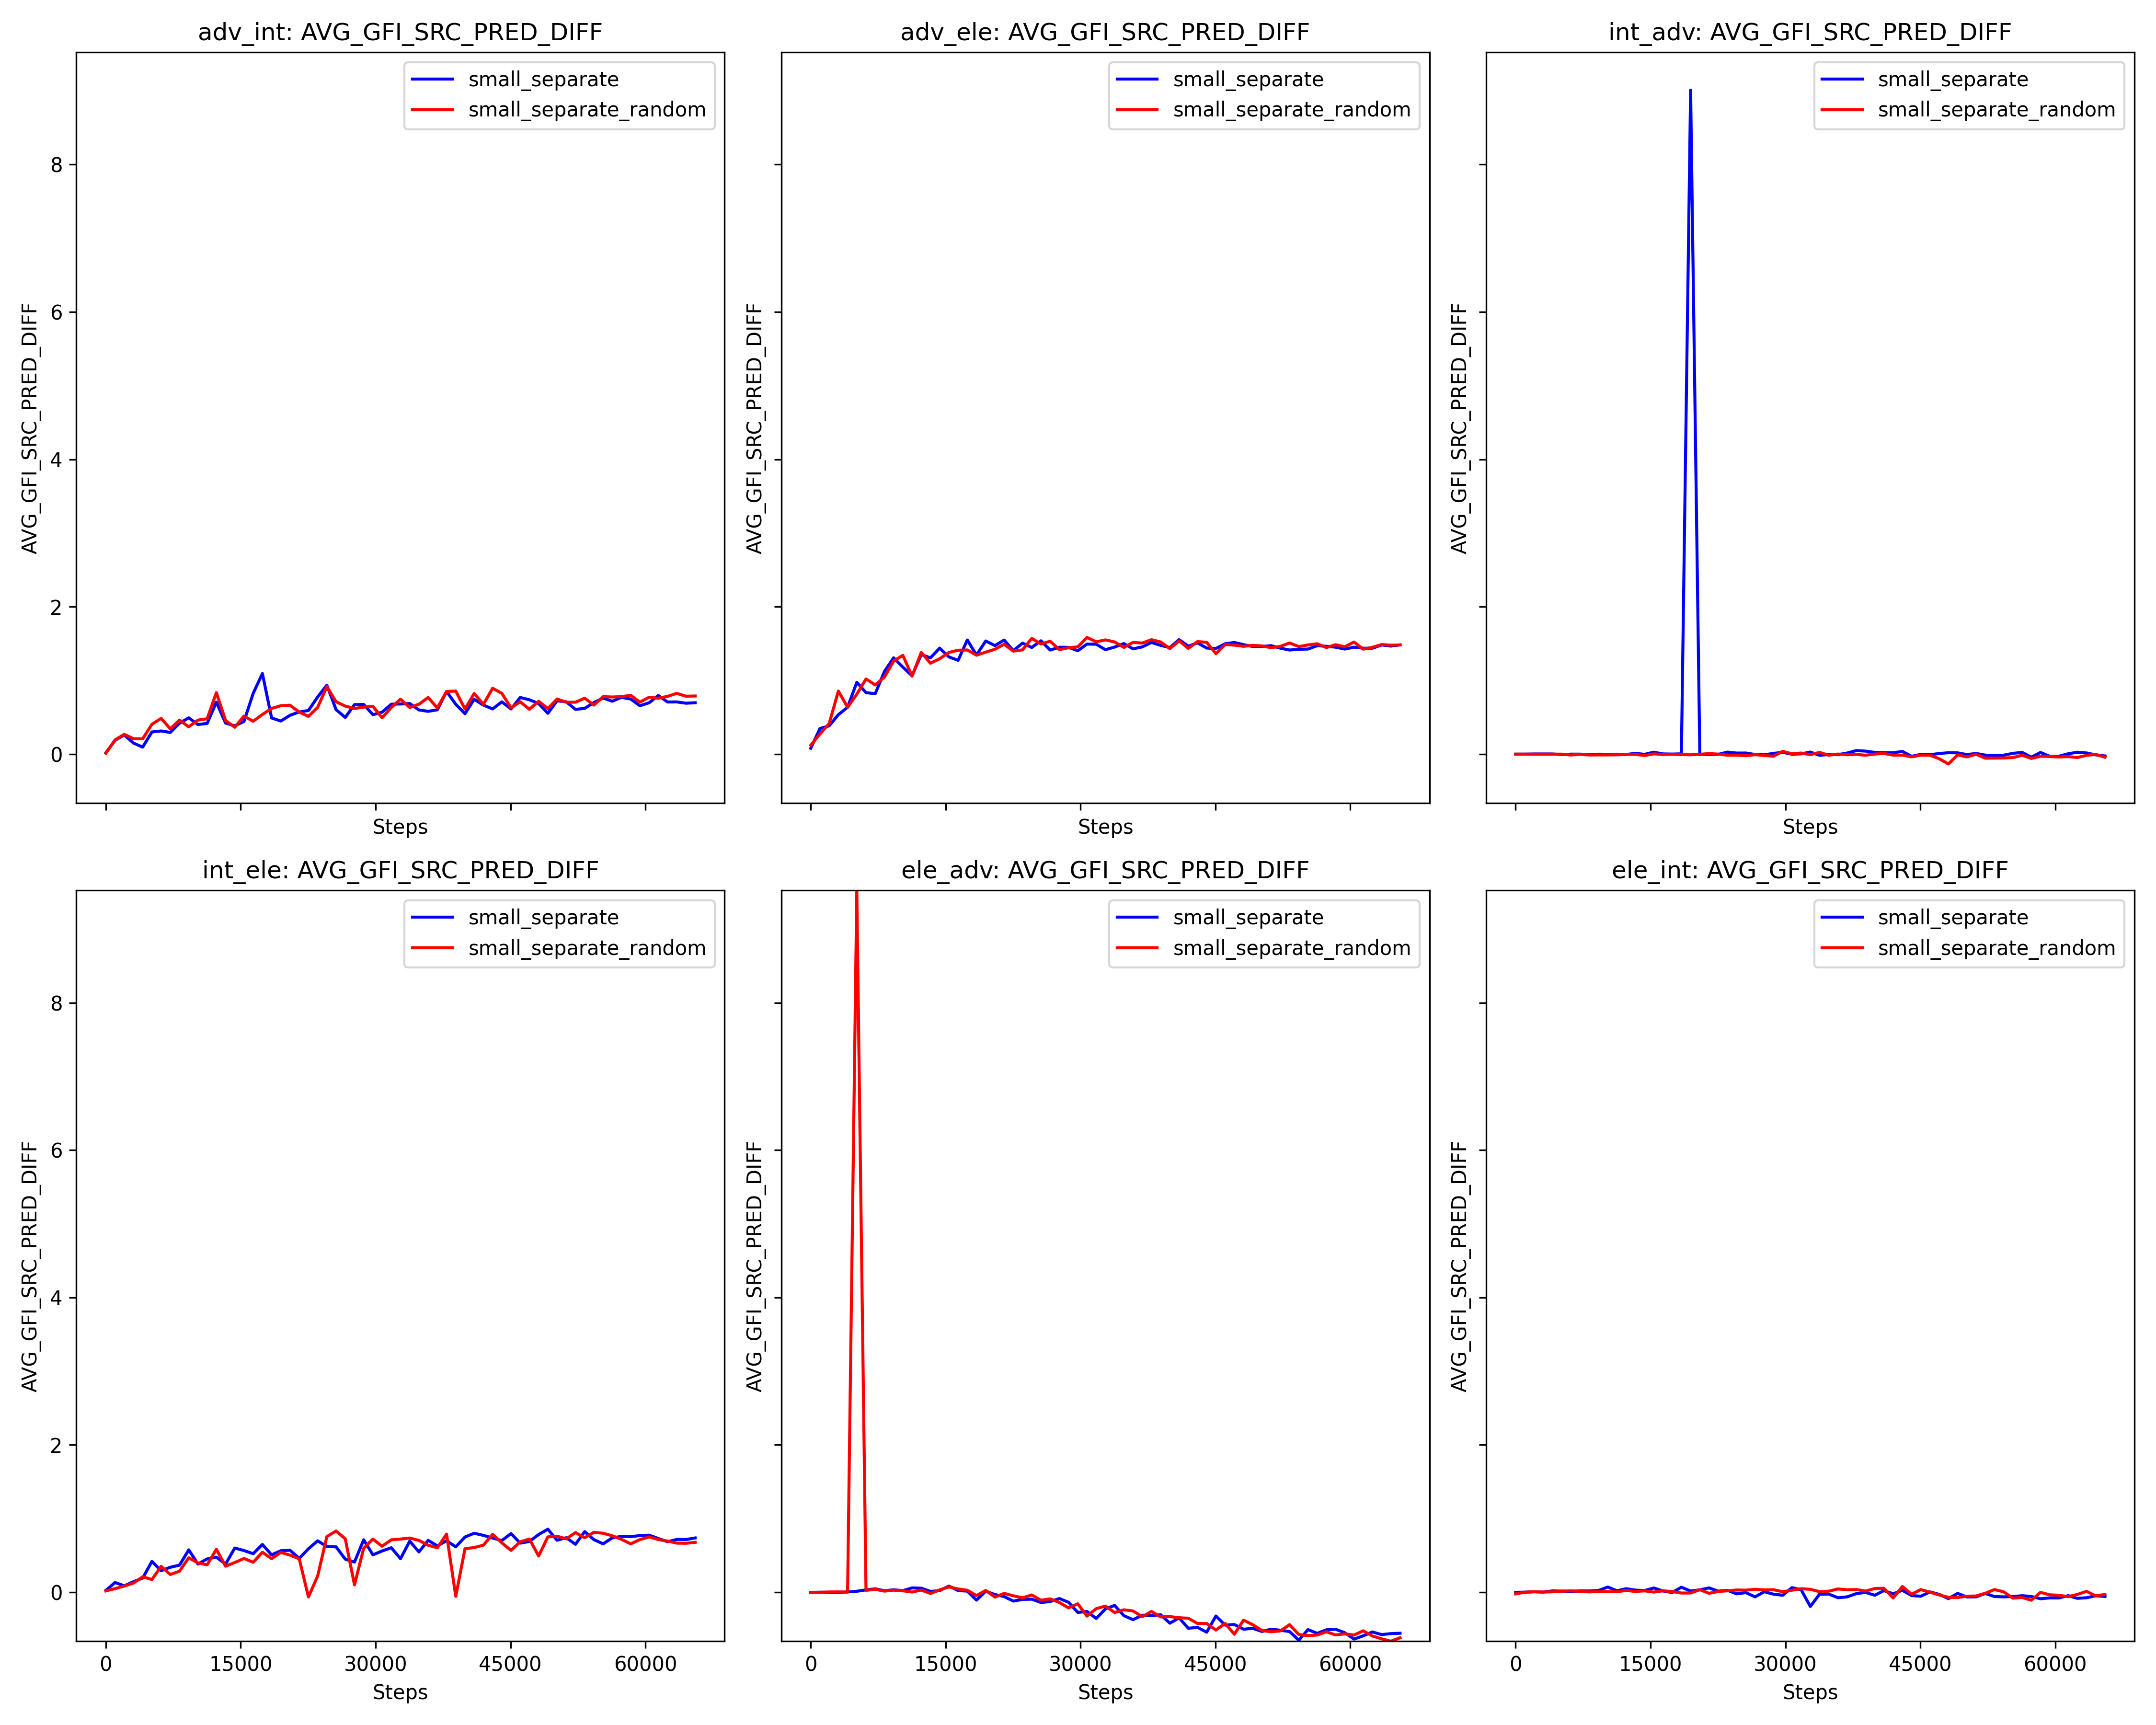 adv_int: AVG_GFI_SRC_PRED_DIFF
small_separate
small_separate_random
AVG_GFI_SRC_PRED_DIFF
8
6
4
2
0
Steps
adv_ele: AVG_GFI_SRC_PRED_DIFF
small_separate
small_separate_random
AVG_GFI_SRC_PRED_DIFF
Steps
int_adv: AVG_GFI_SRC_PRED_DIFF
small_separate
small_separate_random
AVG_GFI_SRC_PRED_DIFF
Steps
int_ele: AVG_GFI_SRC_PRED_DIFF
small_separate
small_separate_random
AVG_GFI_SRC_PRED_DIFF
8
6
4
2
0
0 15000 30000 45000 60000
Steps
ele_adv: AVG_GFI_SRC_PRED_DIFF
small_separate
small_separate_random
AVG_GFI_SRC_PRED_DIFF
0 15000 30000 45000 60000
Steps
ele_int: AVG_GFI_SRC_PRED_DIFF
small_separate
small_separate_random
AVG_GFI_SRC_PRED_DIFF
0 15000 30000 45000 60000
Steps